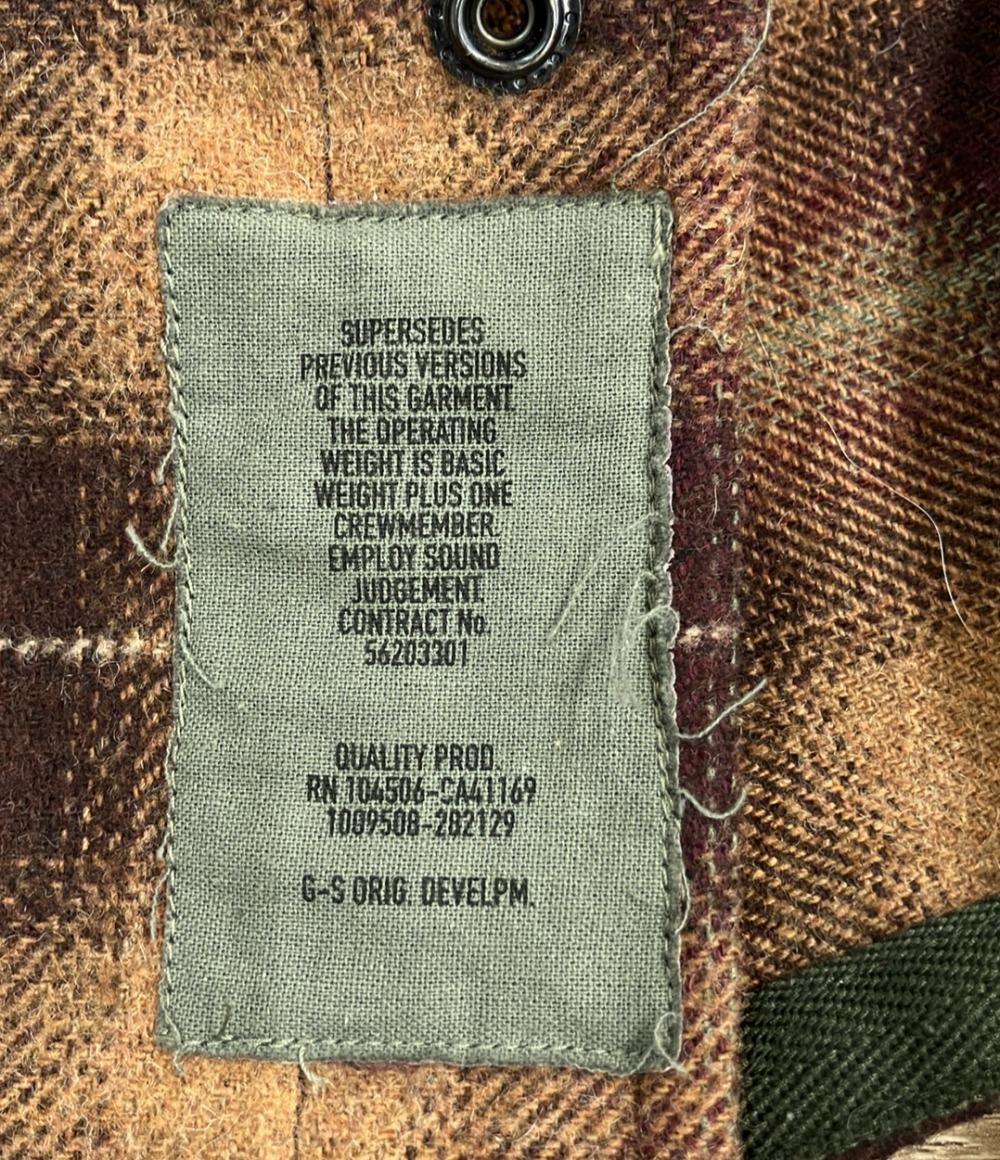 SUPERSEDES
PREVIOUS VERSIONS
OF THIS GARMENT
THE OPERATING
WEIGHT IS BASIC
WEIGHT PLUS ONE
CREWMEMBER
EMPLOY SOUND
JUDGEMENT
CONTRACT No.
56203301
QUALITY PROD.
RN 104506-CA41169
1009508-282129
G-S ORIG. DEVELPM.